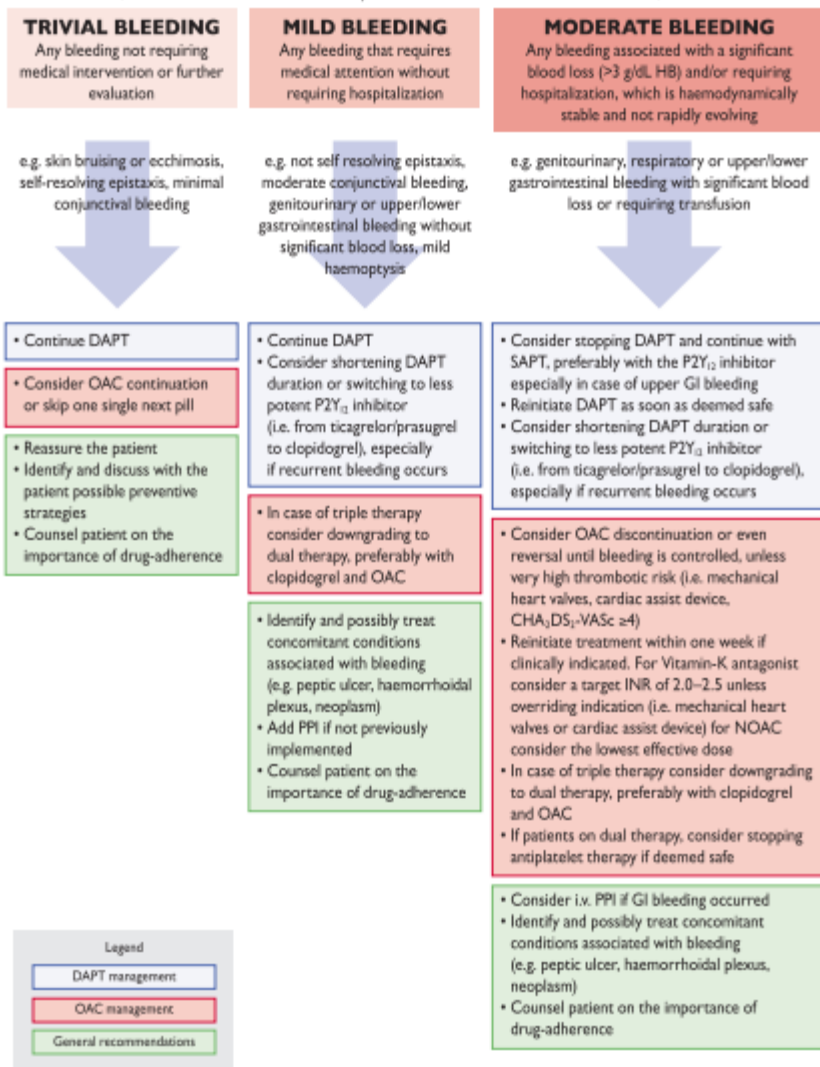 TRIVIAL BLEEDING
Any bleeding not requiring
medical intervention or further
evaluation
e.g. skin bruising or ecchimosis,
self-resolving epistaxis, minimal
conjunctival bleeding
• Continue DAPT
• Consider OAC continuation
or skip one single next pill
• Reassure the patient
• Identify and discuss with the
patient possible preventive
strategies
• Counsel patient on the
importance of drug-adherence
MILD BLEEDING
Any bleeding that requires
medical attention without
requiring hospitalization
e.g. not self resolving epistaxis,
moderate conjunctival bleeding,
genitourinary or upper/lower
gastrointestinal bleeding without
significant blood loss, mild
haemoptysis
• Continue DAPT
• Consider shortening DAPT
duration or switching to less
potent P2Y₁₂ inhibitor
(i.e. from ticagrelor/prasugrel
to clopidogrel), especially
if recurrent bleeding occurs
• In case of triple therapy
consider downgrading to
dual therapy, preferably with
clopidogrel and OAC
• Identify and possibly treat
concomitant conditions
associated with bleeding
(e.g. peptic ulcer, haemorrhoidal
plexus, neoplasm)
• Add PPI if not previously
implemented
• Counsel patient on the
importance of drug-adherence
MODERATE BLEEDING
Any bleeding associated with a significant
blood loss (>3 g/dL HB) and/or requiring
hospitalization, which is haemodynamically
stable and not rapidly evolving
e.g. genitourinary, respiratory or upper/lower
gastrointestinal bleeding with significant blood
loss or requiring transfusion
• Consider stopping DAPT and continue with
SAPT, preferably with the P2Y₁₂ inhibitor
especially in case of upper GI bleeding
• Reinitiate DAPT as soon as deemed safe
• Consider shortening DAPT duration or
switching to less potent P2Y₁₂ inhibitor
(i.e. from ticagrelor/prasugrel to clopidogrel),
especially if recurrent bleeding occurs
• Consider OAC discontinuation or even
reversal until bleeding is controlled, unless
very high thrombotic risk (i.e. mechanical
heart valves, cardiac assist device,
CHA₂DS₂-VASc ≥4)
• Reinitiate treatment within one week if
clinically indicated. For Vitamin-K antagonist
consider a target INR of 2.0–2.5 unless
overriding indication (i.e. mechanical heart
valves or cardiac assist device) for NOAC
consider the lowest effective dose
• In case of triple therapy consider downgrading
to dual therapy, preferably with clopidogrel
and OAC
• If patients on dual therapy, consider stopping
antiplatelet therapy if deemed safe
• Consider i.v. PPI if GI bleeding occurred
• Identify and possibly treat concomitant
conditions associated with bleeding
(e.g. peptic ulcer, haemorrhoidal plexus,
neoplasm)
• Counsel patient on the importance of
drug-adherence
Legend
DAPT management
OAC management
General recommendations